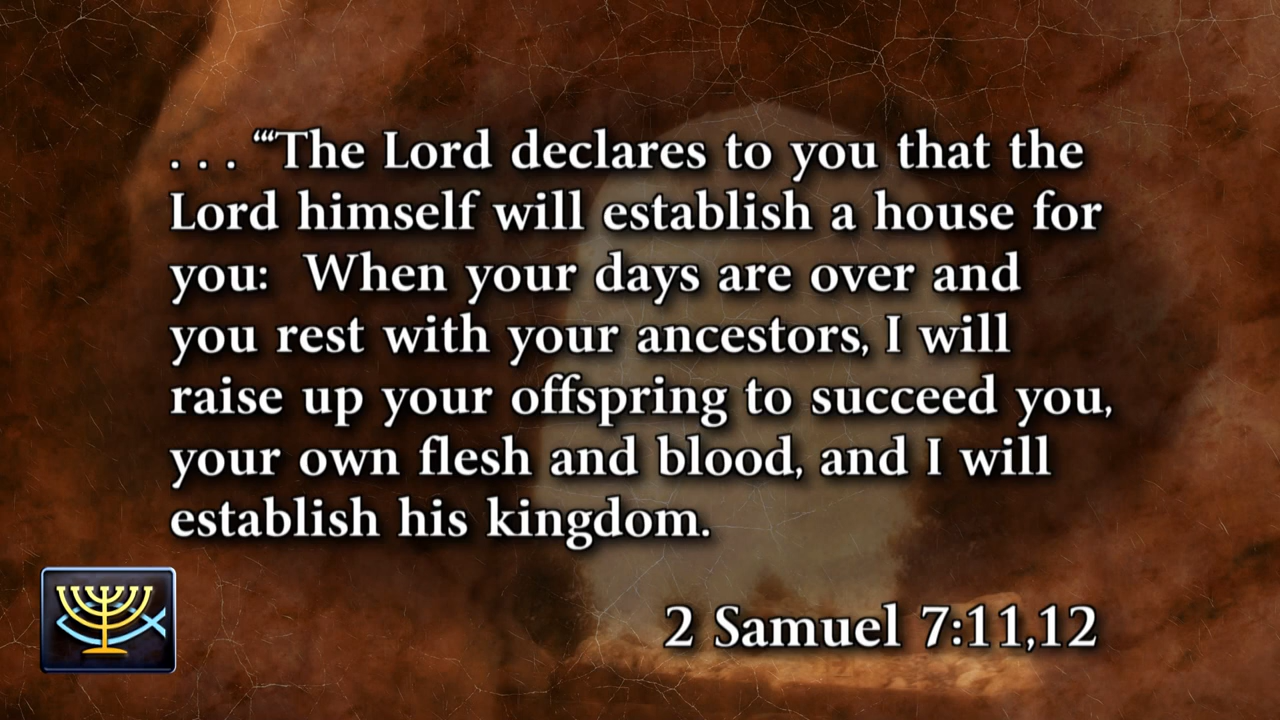 . . . “‘The Lord declares to you that the
Lord himself will establish a house for
you:  When your days are over and
you rest with your ancestors, I will
raise up your offspring to succeed you,
your own flesh and blood, and I will
establish his kingdom.
2 Samuel 7:11,12